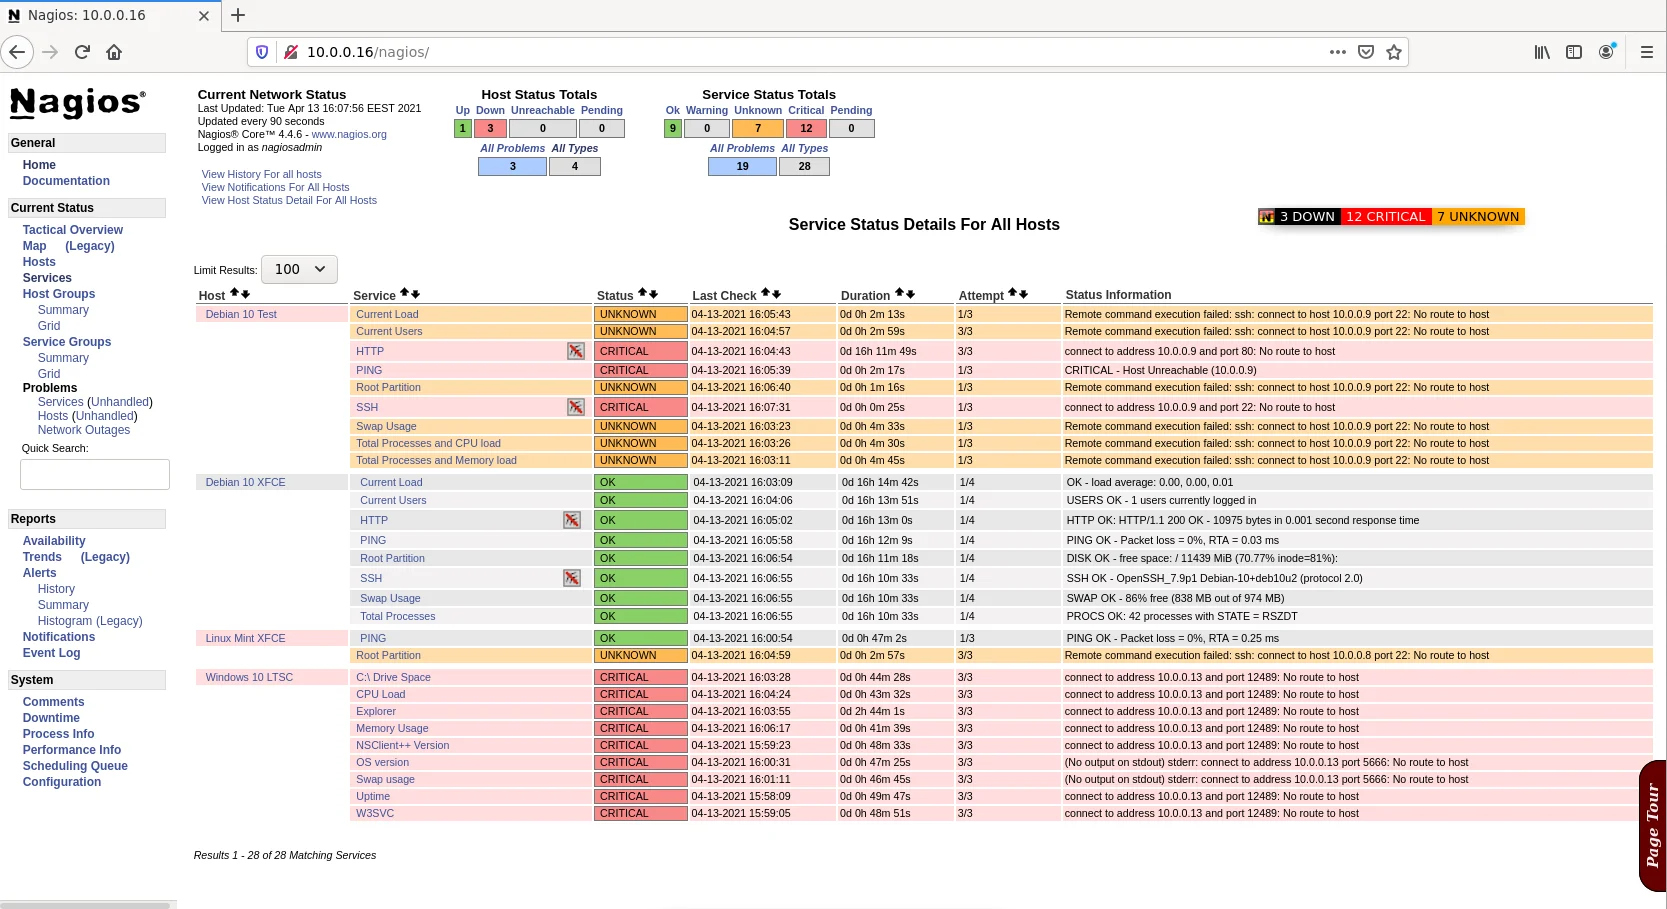 Nagios: 10.0.0.16
10.0.0.16/nagios/
Nagios®
General
Home
Documentation
Current Status
Tactical Overview
Map (Legacy)
Hosts
Services
Host Groups
Summary
Grid
Service Groups
Summary
Grid
Problems
Services (Unhandled)
Hosts (Unhandled)
Network Outages
Quick Search:
Reports
Availability
Trends (Legacy)
Alerts
History
Summary
Histogram (Legacy)
Notifications
Event Log
System
Comments
Downtime
Process Info
Performance Info
Scheduling Queue
Configuration
Current Network Status
Last Updated: Tue Apr 13 16:07:56 EEST 2021
Updated every 90 seconds
Nagios® Core™ 4.4.6 - www.nagios.org
Logged in as nagiosadmin
View History For all hosts
View Notifications For All Hosts
View Host Status Detail For All Hosts
Host Status Totals
Up Down Unreachable Pending
1 3 0 0
All Problems All Types
3 4
Service Status Totals
Ok Warning Unknown Critical Pending
9 0 7 12 0
All Problems All Types
19 28
3 DOWN 12 CRITICAL 7 UNKNOWN
Service Status Details For All Hosts
Limit Results: 100
Host Service Status Last Check Duration Attempt Status Information
Debian 10 Test Current Load UNKNOWN 04-13-2021 16:05:43 0d 0h 2m 13s 1/3 Remote command execution failed: ssh: connect to host 10.0.0.9 port 22: No route to host
Current Users UNKNOWN 04-13-2021 16:04:57 0d 0h 2m 59s 3/3 Remote command execution failed: ssh: connect to host 10.0.0.9 port 22: No route to host
HTTP CRITICAL 04-13-2021 16:04:43 0d 16h 11m 49s 3/3 connect to address 10.0.0.9 and port 80: No route to host
PING CRITICAL 04-13-2021 16:05:39 0d 0h 2m 17s 1/3 CRITICAL - Host Unreachable (10.0.0.9)
Root Partition UNKNOWN 04-13-2021 16:06:40 0d 0h 1m 16s 1/3 Remote command execution failed: ssh: connect to host 10.0.0.9 port 22: No route to host
SSH CRITICAL 04-13-2021 16:07:31 0d 0h 0m 25s 1/3 connect to address 10.0.0.9 and port 22: No route to host
Swap Usage UNKNOWN 04-13-2021 16:03:23 0d 0h 4m 33s 1/3 Remote command execution failed: ssh: connect to host 10.0.0.9 port 22: No route to host
Total Processes and CPU load UNKNOWN 04-13-2021 16:03:26 0d 0h 4m 30s 1/3 Remote command execution failed: ssh: connect to host 10.0.0.9 port 22: No route to host
Total Processes and Memory load UNKNOWN 04-13-2021 16:03:11 0d 0h 4m 45s 1/3 Remote command execution failed: ssh: connect to host 10.0.0.9 port 22: No route to host
Debian 10 XFCE Current Load OK 04-13-2021 16:03:09 0d 16h 14m 42s 1/4 OK - load average: 0.00, 0.00, 0.01
Current Users OK 04-13-2021 16:04:06 0d 16h 13m 51s 1/4 USERS OK - 1 users currently logged in
HTTP OK 04-13-2021 16:05:02 0d 16h 13m 0s 1/4 HTTP OK: HTTP/1.1 200 OK - 10975 bytes in 0.001 second response time
PING OK 04-13-2021 16:05:58 0d 16h 12m 9s 1/4 PING OK - Packet loss = 0%, RTA = 0.03 ms
Root Partition OK 04-13-2021 16:06:54 0d 16h 11m 18s 1/4 DISK OK - free space: / 11439 MiB (70.77% inode=81%):
SSH OK 04-13-2021 16:06:55 0d 16h 10m 33s 1/4 SSH OK - OpenSSH_7.9p1 Debian-10+deb10u2 (protocol 2.0)
Swap Usage OK 04-13-2021 16:06:55 0d 16h 10m 33s 1/4 SWAP OK - 86% free (838 MB out of 974 MB)
Total Processes OK 04-13-2021 16:06:55 0d 16h 10m 33s 1/4 PROCS OK: 42 processes with STATE = RSZDT
Linux Mint XFCE PING OK 04-13-2021 16:00:54 0d 0h 47m 2s 1/3 PING OK - Packet loss = 0%, RTA = 0.25 ms
Root Partition UNKNOWN 04-13-2021 16:04:59 0d 0h 2m 57s 3/3 Remote command execution failed: ssh: connect to host 10.0.0.8 port 22: No route to host
Windows 10 LTSC C:\ Drive Space CRITICAL 04-13-2021 16:03:28 0d 0h 44m 28s 3/3 connect to address 10.0.0.13 and port 12489: No route to host
CPU Load CRITICAL 04-13-2021 16:04:24 0d 0h 43m 32s 3/3 connect to address 10.0.0.13 and port 12489: No route to host
Explorer CRITICAL 04-13-2021 16:03:55 0d 2h 44m 1s 3/3 connect to address 10.0.0.13 and port 12489: No route to host
Memory Usage CRITICAL 04-13-2021 16:06:17 0d 0h 41m 39s 3/3 connect to address 10.0.0.13 and port 12489: No route to host
NSClient++ Version CRITICAL 04-13-2021 15:59:23 0d 0h 48m 33s 3/3 connect to address 10.0.0.13 and port 12489: No route to host
OS version CRITICAL 04-13-2021 16:00:31 0d 0h 47m 25s 3/3 (No output on stdout) stderr: connect to address 10.0.0.13 port 5666: No route to host
Swap usage CRITICAL 04-13-2021 16:01:11 0d 0h 46m 45s 3/3 (No output on stdout) stderr: connect to address 10.0.0.13 port 5666: No route to host
Uptime CRITICAL 04-13-2021 15:58:09 0d 0h 49m 47s 3/3 connect to address 10.0.0.13 and port 12489: No route to host
W3SVC CRITICAL 04-13-2021 15:59:05 0d 0h 48m 51s 3/3 connect to address 10.0.0.13 and port 12489: No route to host
Results 1 - 28 of 28 Matching Services
Page Tour